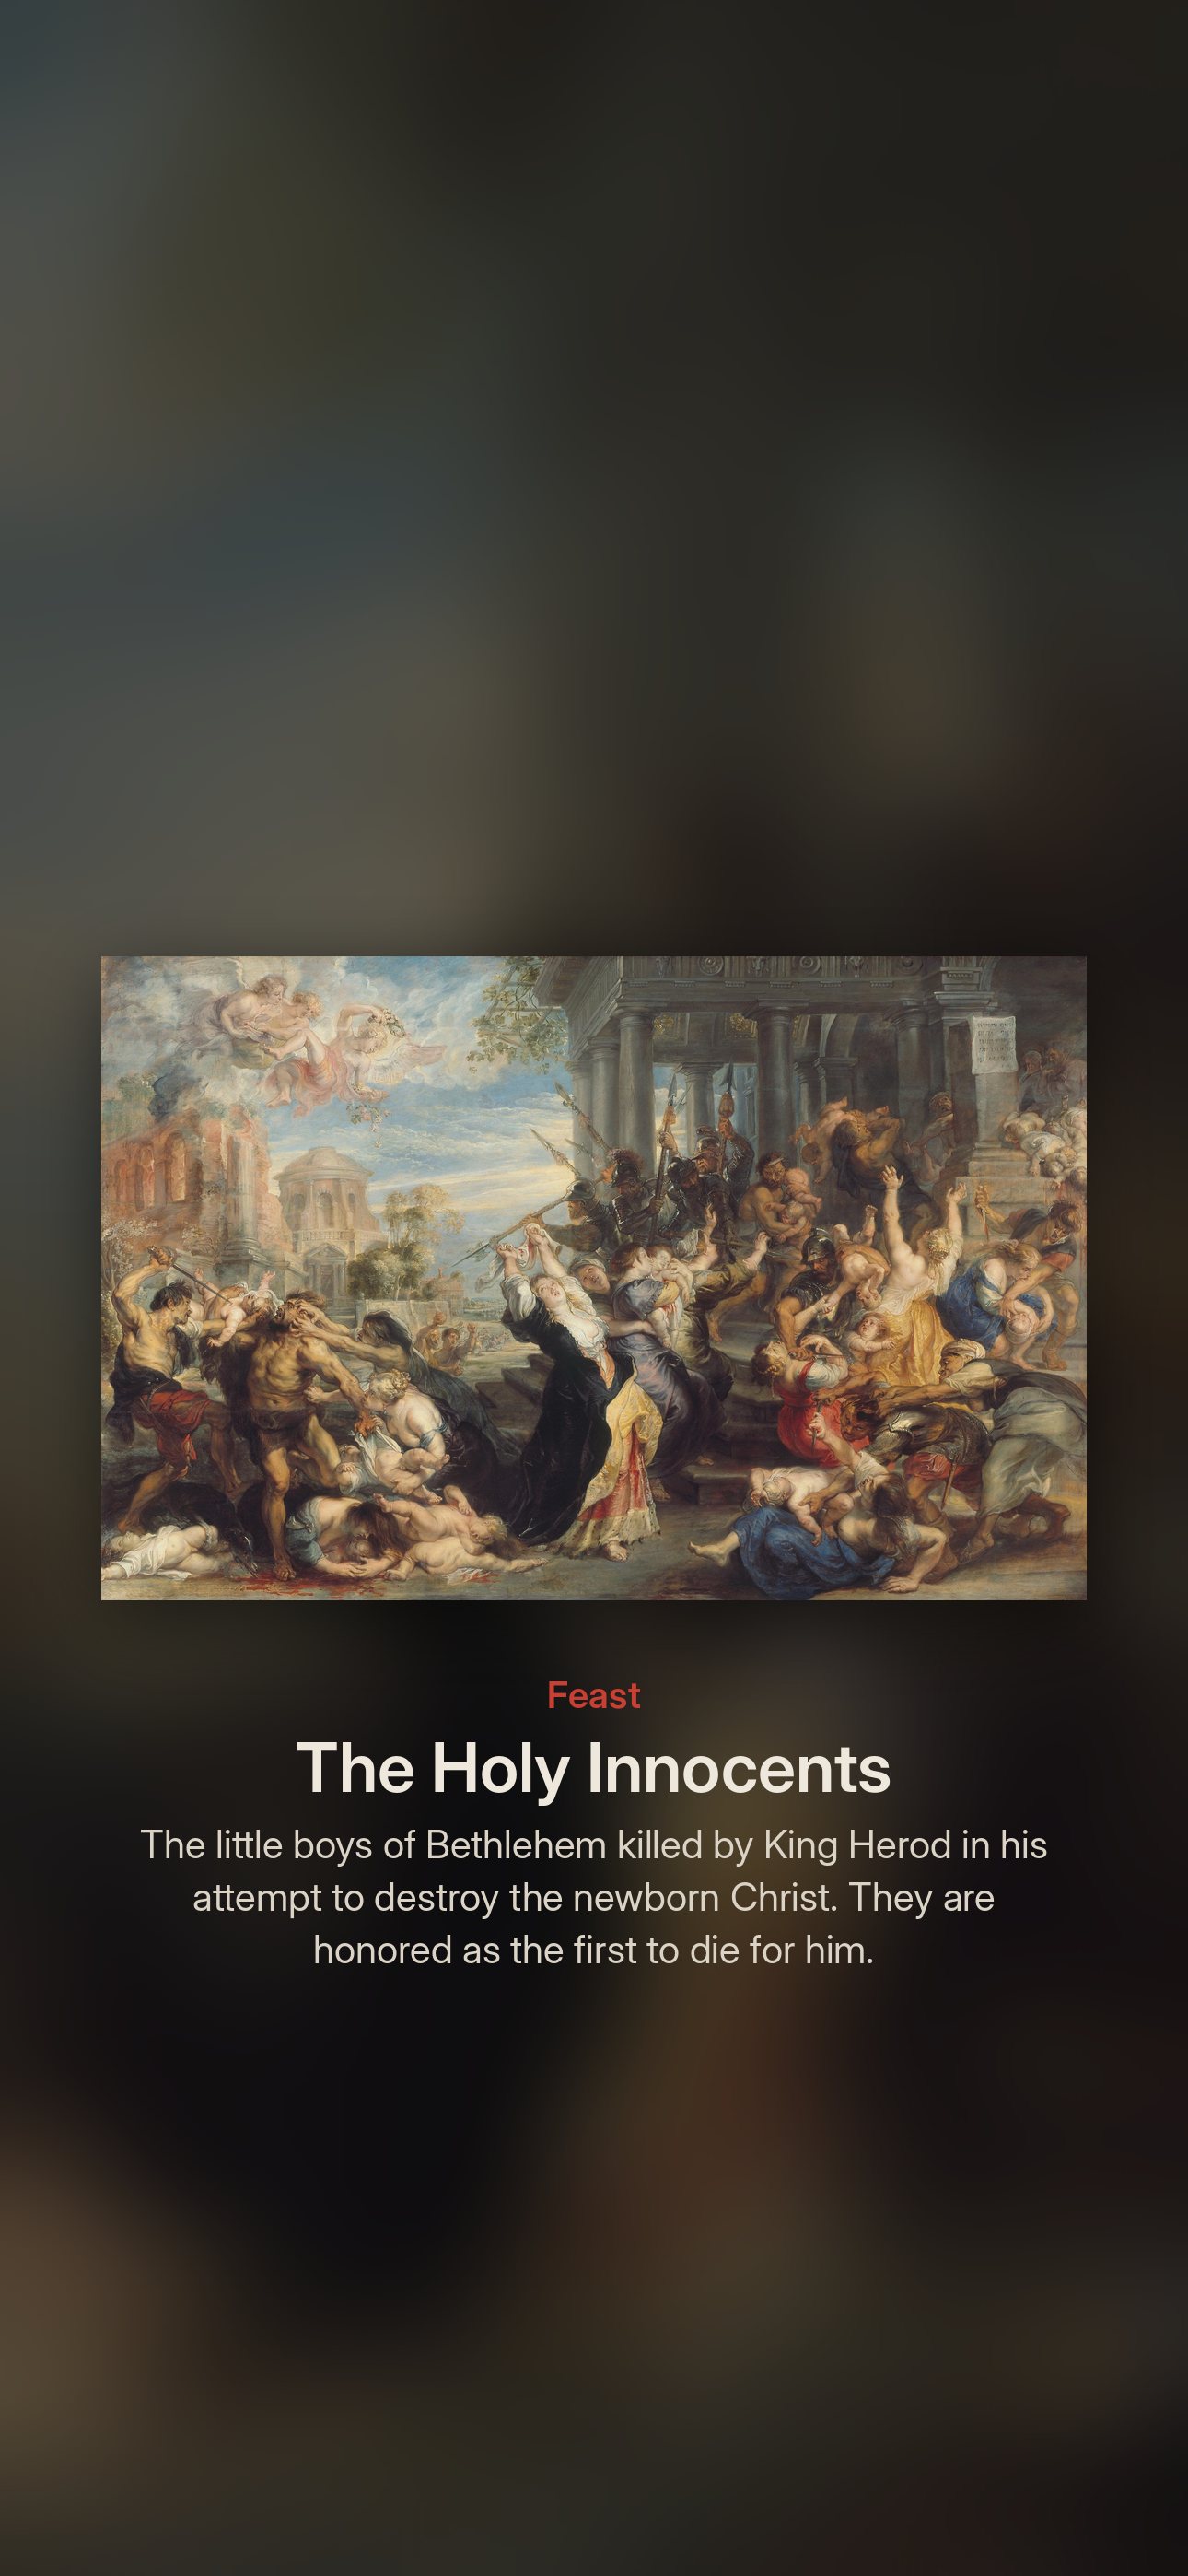 Feast
The Holy Innocents
The little boys of Bethlehem killed by King Herod in his
attempt to destroy the newborn Christ. They are
honored as the first to die for him.